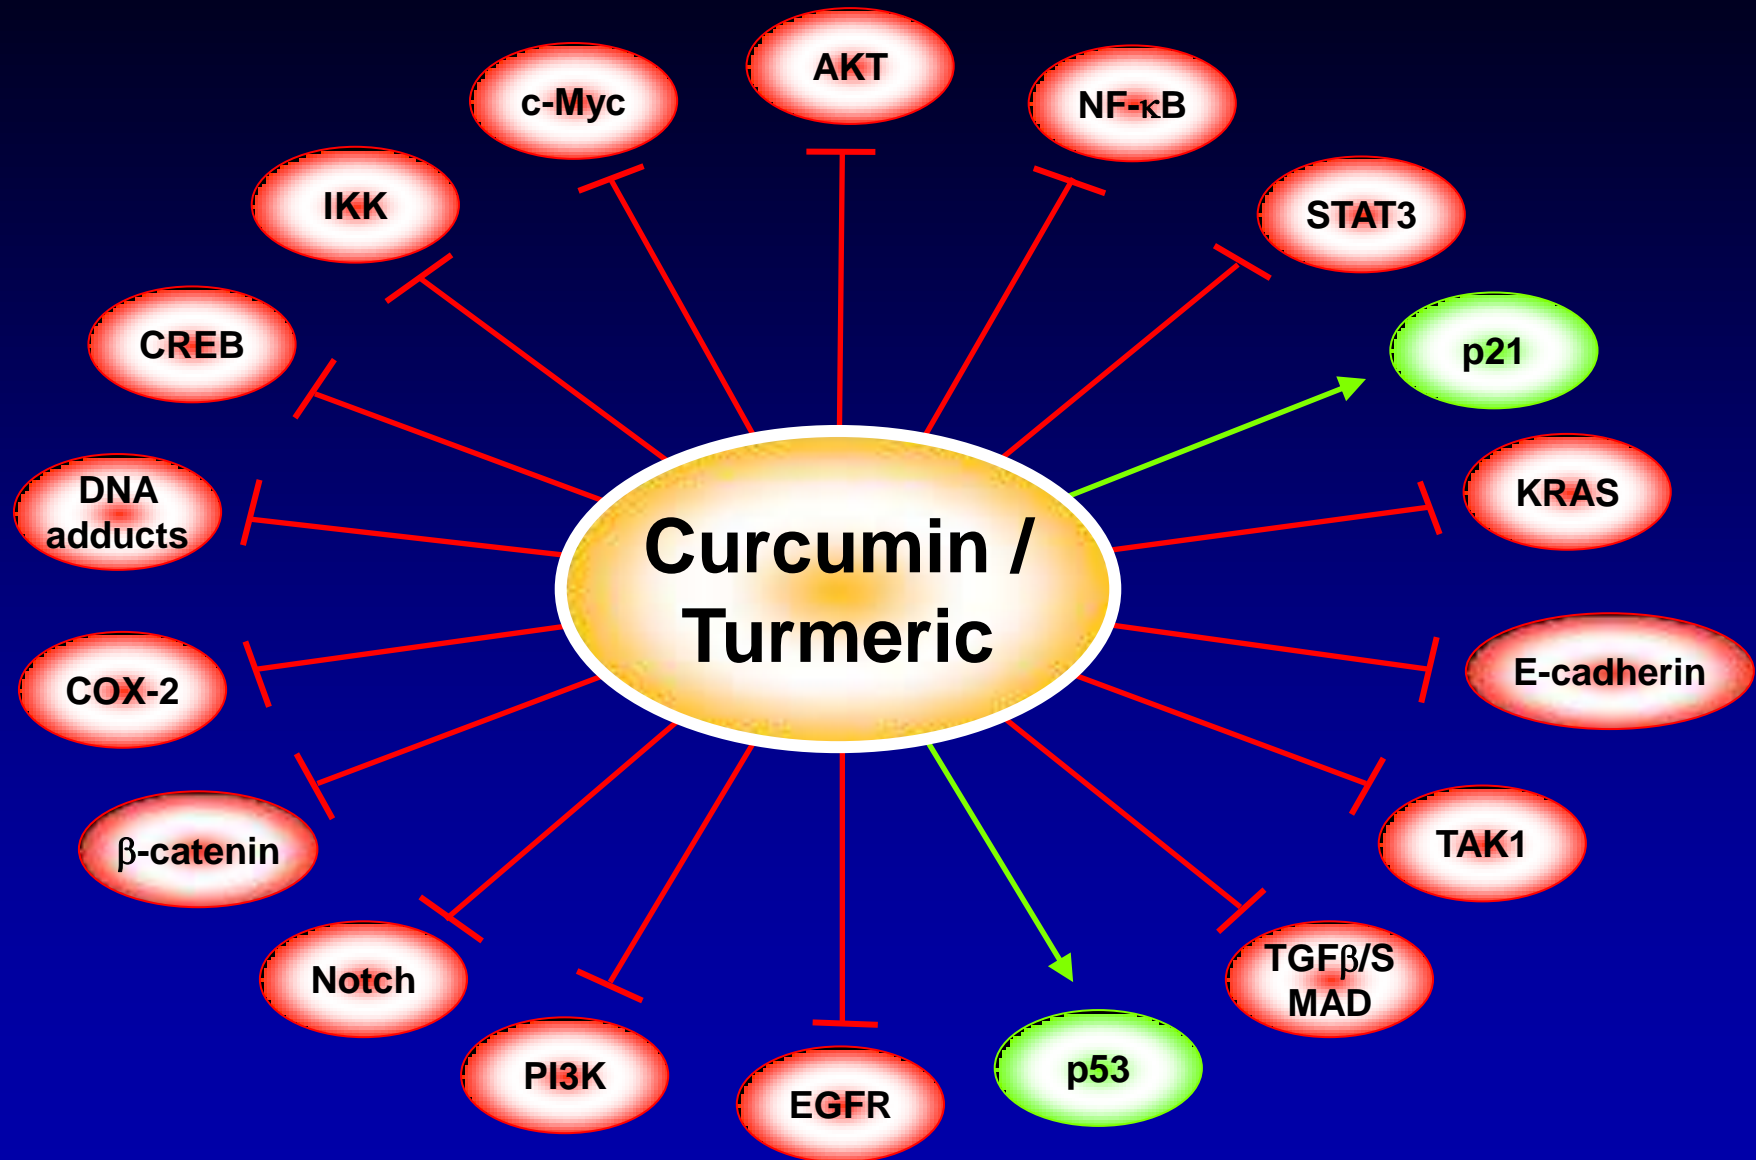 AKT
c-Myc
NF-κB
IKK
STAT3
CREB
p21
DNA
adducts
KRAS
Curcumin /
Turmeric
COX-2
E-cadherin
β-catenin
TAK1
Notch
TGFβ/S
MAD
PI3K
p53
EGFR